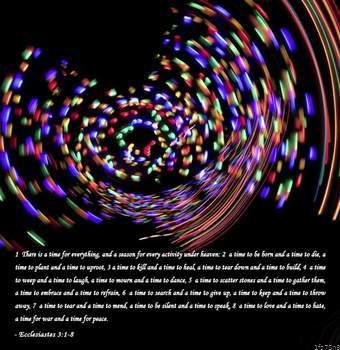 1 There is a time for everything, and a season for every activity under heaven: 2 a time to be born and a time to die, a
time to plant and a time to uproot, 3 a time to kill and a time to heal, a time to tear down and a time to build, 4 a time
to weep and a time to laugh, a time to mourn and a time to dance, 5 a time to scatter stones and a time to gather them,
a time to embrace and a time to refrain, 6 a time to search and a time to give up, a time to keep and a time to throw
away, 7 a time to tear and a time to mend, a time to be silent and a time to speak, 8 a time to love and a time to hate,
a time for war and a time for peace.
- Ecclesiastes 3:1-8